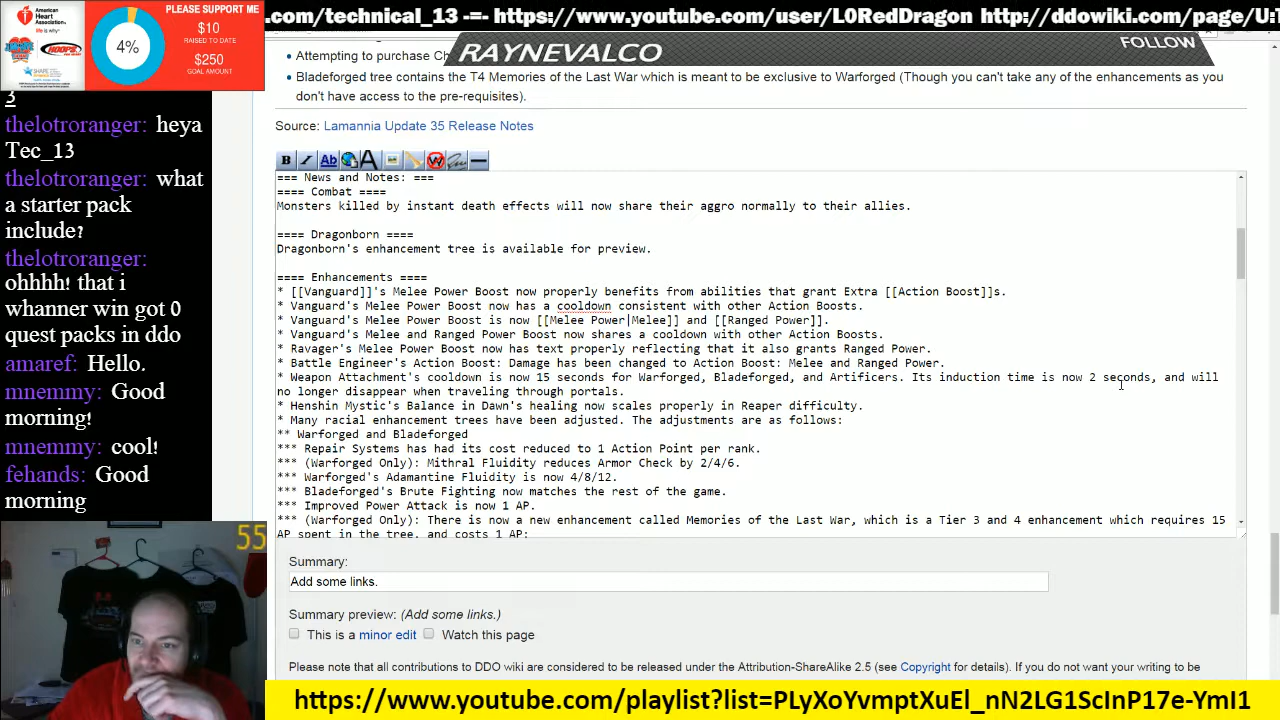 American Heart Association®
life is why™
HOOPS
PLEASE SUPPORT ME
$10
RAISED TO DATE
4%
$250
GOAL AMOUNT
.com/technical_13 -=- https://www.youtube.com/user/L0RedDragon http://ddowiki.com/page/U:T
RAYNEVALCO
FOLLOW
Attempting to purchase Ch
Bladeforged tree contains the T4 Memories of the Last War which is meant to be exclusive to Warforged (Though you can't take any of the enhancements as you
don't have access to the pre-requisites).
Source: Lamannia Update 35 Release Notes
3
thelotroranger: heya
Tec_13
thelotroranger: what
a starter pack
include?
thelotroranger:
ohhhh! that i
whanner win got 0
quest packs in ddo
amaref: Hello.
mnemmy: Good
morning!
mnemmy: cool!
fehands: Good
morning
55
=== News and Notes: ===
==== Combat ====
Monsters killed by instant death effects will now share their aggro normally to their allies.
==== Dragonborn ====
Dragonborn's enhancement tree is available for preview.
==== Enhancements ====
* [[Vanguard]]'s Melee Power Boost now properly benefits from abilities that grant Extra [[Action Boost]]s.
* Vanguard's Melee Power Boost now has a cooldown consistent with other Action Boosts.
* Vanguard's Melee Power Boost is now [[Melee Power|Melee]] and [[Ranged Power]].
* Vanguard's Melee and Ranged Power Boost now shares a cooldown with other Action Boosts.
* Ravager's Melee Power Boost now has text properly reflecting that it also grants Ranged Power.
* Battle Engineer's Action Boost: Damage has been changed to Action Boost: Melee and Ranged Power.
* Weapon Attachment's cooldown is now 15 seconds for Warforged, Bladeforged, and Artificers. Its induction time is now 2 seconds, and will
no longer disappear when traveling through portals.
* Henshin Mystic's Balance in Dawn's healing now scales properly in Reaper difficulty.
* Many racial enhancement trees have been adjusted. The adjustments are as follows:
** Warforged and Bladeforged
*** Repair Systems has had its cost reduced to 1 Action Point per rank.
*** (Warforged Only): Mithral Fluidity reduces Armor Check by 2/4/6.
*** Warforged's Adamantine Fluidity is now 4/8/12.
*** Bladeforged's Brute Fighting now matches the rest of the game.
*** Improved Power Attack is now 1 AP.
*** (Warforged Only): There is now a new enhancement called Memories of the Last War, which is a Tier 3 and 4 enhancement which requires 15
AP spent in the tree, and costs 1 AP:
Summary:
Add some links.
Summary preview: (Add some links.)
This is a minor edit Watch this page
Please note that all contributions to DDO wiki are considered to be released under the Attribution-ShareAlike 2.5 (see Copyright for details). If you do not want your writing to be
https://www.youtube.com/playlist?list=PLyXoYvmptXuEl_nN2LG1ScInP17e-YmI1